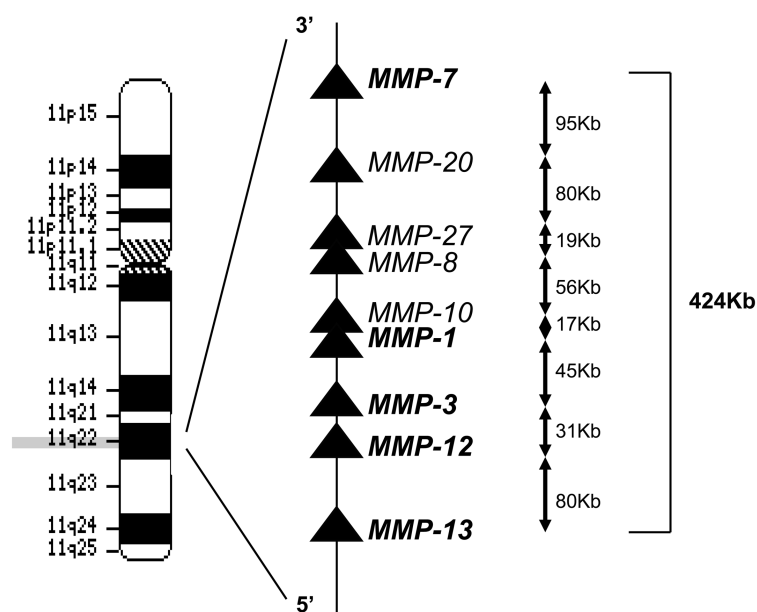 3’
11p15
11p14
11p13
11p12
11p11.2
11p11.1
11q11
11q12
11q13
11q14
11q21
11q22
11q23
11q24
11q25
MMP-7
MMP-20
MMP-27
MMP-8
MMP-10
MMP-1
MMP-3
MMP-12
MMP-13
5’
95Kb
80Kb
19Kb
56Kb
17Kb
45Kb
31Kb
80Kb
424Kb